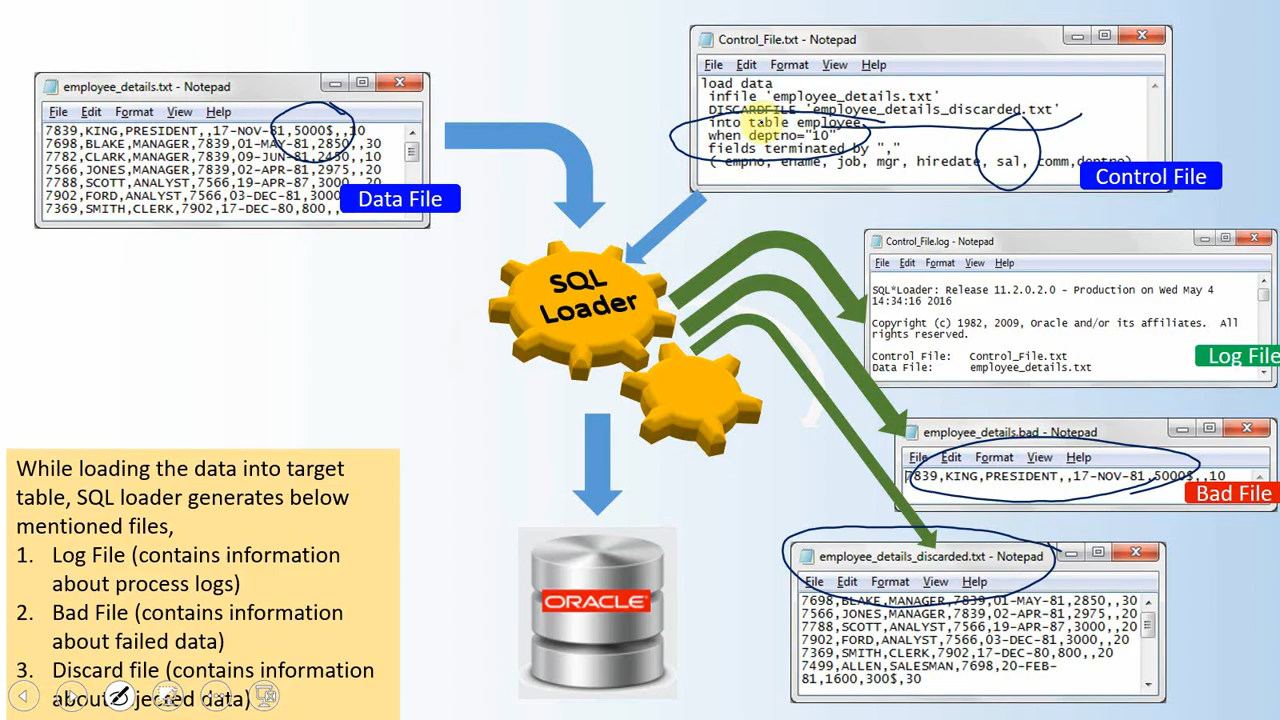 employee_details.txt - Notepad
File Edit Format View Help
7839,KING,PRESIDENT,,17-NOV-81,5000$,,10
7698,BLAKE,MANAGER,7839,01-MAY-81,2850,,30
7782,CLARK,MANAGER,7839,09-JUN-81,2450,,10
7566,JONES,MANAGER,7839,02-APR-81,2975,,20
7788,SCOTT,ANALYST,7566,19-APR-87,3000,,20
7902,FORD,ANALYST,7566,03-DEC-81,3000
7369,SMITH,CLERK,7902,17-DEC-80,800,,20
Data File
Control_File.txt - Notepad
File Edit Format View Help
load data
infile 'employee_details.txt'
DISCARDFILE 'employee_details_discarded.txt'
into table employee
when deptno="10"
fields terminated by ","
( empno, ename, job, mgr, hiredate, sal, comm,deptno)
Control File
SQL
Loader
Control_File.log - Notepad
File Edit Format View Help
SQL*Loader: Release 11.2.0.2.0 - Production on Wed May 4
14:34:16 2016
Copyright (c) 1982, 2009, Oracle and/or its affiliates. All
rights reserved.
Control File: Control_File.txt
Data File: employee_details.txt
Log File
employee_details.bad - Notepad
File Edit Format View Help
7839,KING,PRESIDENT,,17-NOV-81,5000$,,10
Bad File
employee_details_discarded.txt - Notepad
File Edit Format View Help
7698,BLAKE,MANAGER,7839,01-MAY-81,2850,,30
7566,JONES,MANAGER,7839,02-APR-81,2975,,20
7788,SCOTT,ANALYST,7566,19-APR-87,3000,,20
7902,FORD,ANALYST,7566,03-DEC-81,3000,,20
7369,SMITH,CLERK,7902,17-DEC-80,800,,20
7499,ALLEN,SALESMAN,7698,20-FEB-
81,1600,300$,30
ORACLE
While loading the data into target
table, SQL loader generates below
mentioned files,
1. Log File (contains information
about process logs)
2. Bad File (contains information
about failed data)
3. Discard file (contains information
about rejected data)